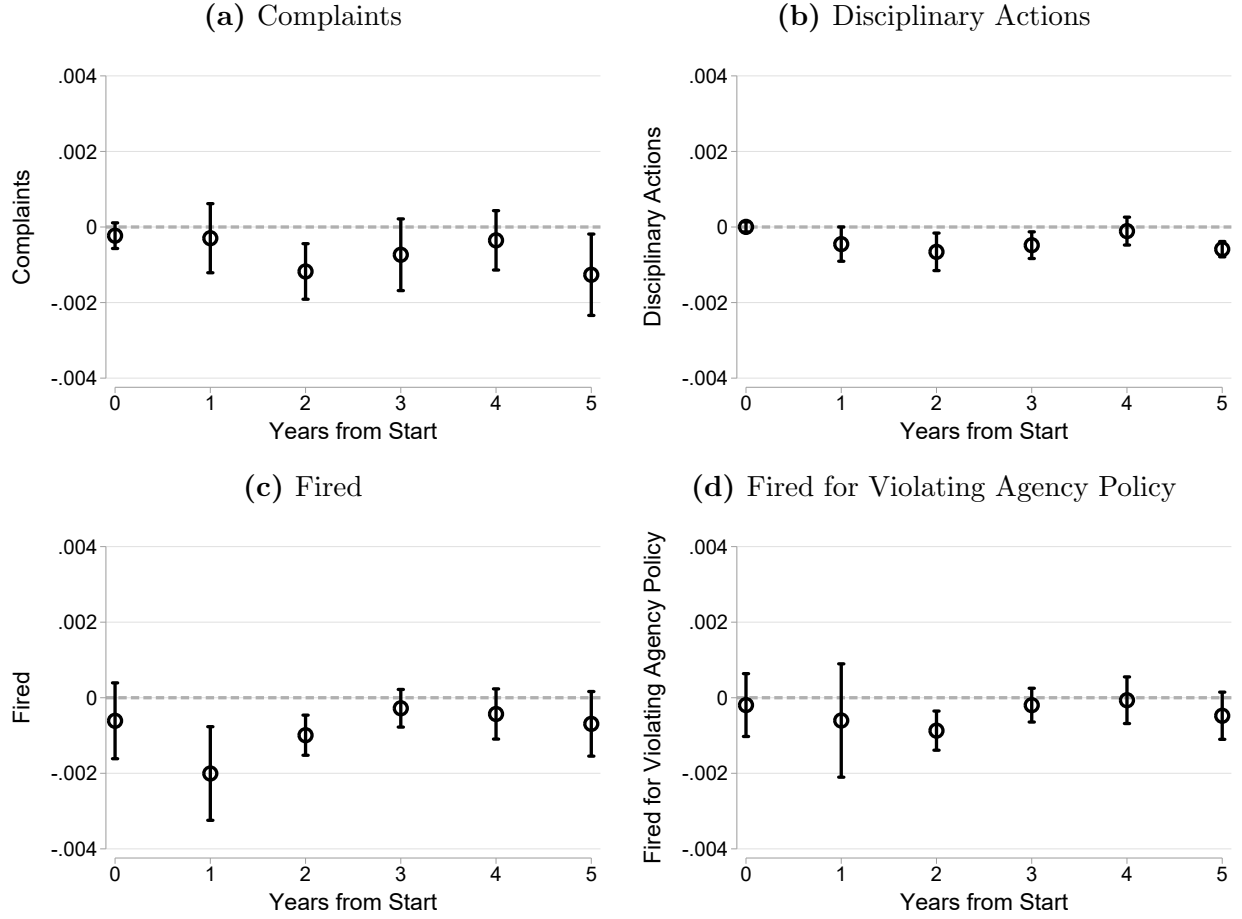 (a) Complaints
(b) Disciplinary Actions
.004
.002
0
-.002
-.004
Complaints
0 1 2 3 4 5
Years from Start
.004
.002
0
-.002
-.004
Disciplinary Actions
0 1 2 3 4 5
Years from Start
(c) Fired
(d) Fired for Violating Agency Policy
.004
.002
0
-.002
-.004
Fired
0 1 2 3 4 5
Years from Start
.004
.002
0
-.002
-.004
Fired for Violating Agency Policy
0 1 2 3 4 5
Years from Start